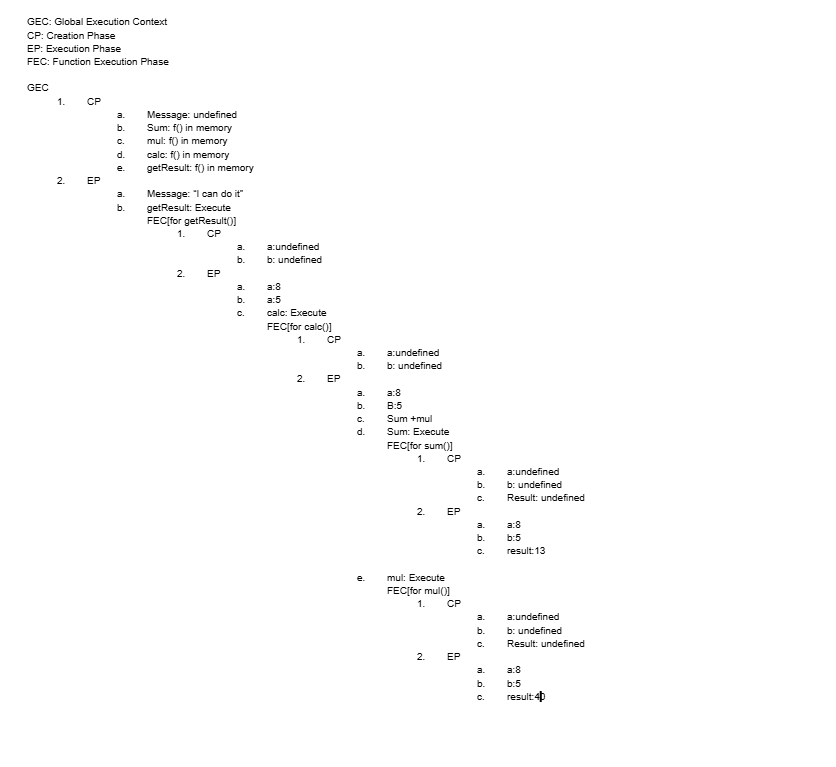 GEC: Global Execution Context
CP: Creation Phase
EP: Execution Phase
FEC: Function Execution Phase
GEC
1. CP
a. Message: undefined
b. Sum: f() in memory
c. mul: f() in memory
d. calc: f() in memory
e. getResult: f() in memory
2. EP
a. Message: "I can do it"
b. getResult: Execute
FEC[for getResult()]
1. CP
a. a:undefined
b. b: undefined
2. EP
a. a:8
b. a:5
c. calc: Execute
FEC[for calc()]
1. CP
a. a:undefined
b. b: undefined
2. EP
a. a:8
b. B:5
c. Sum +mul
d. Sum: Execute
FEC[for sum()]
1. CP
a. a:undefined
b. b: undefined
c. Result: undefined
2. EP
a. a:8
b. b:5
c. result:13
e. mul: Execute
FEC[for mul()]
1. CP
a. a:undefined
b. b: undefined
c. Result: undefined
2. EP
a. a:8
b. b:5
c. result:40